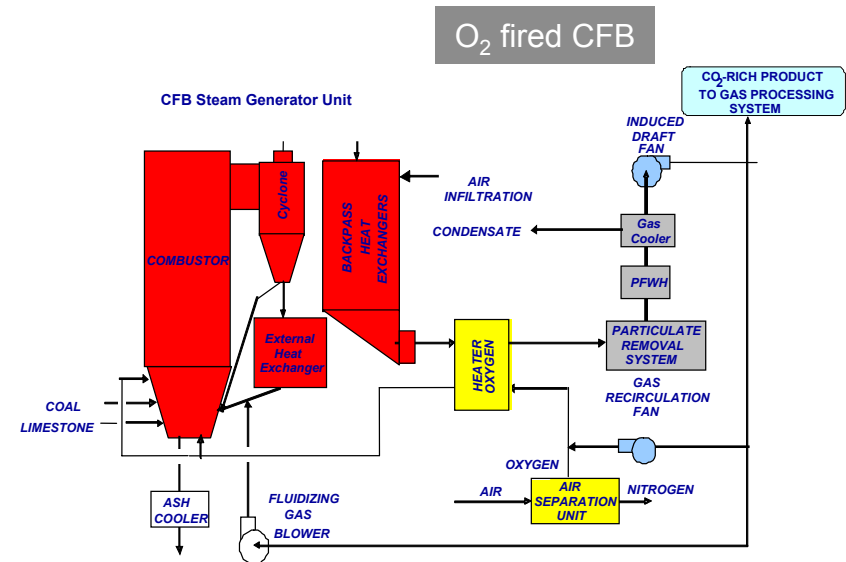 O2 fired CFB
CO2-RICH PRODUCT
TO GAS PROCESSING
SYSTEM
CFB Steam Generator Unit
INDUCED
DRAFT
FAN
Cyclone
AIR
INFILTRATION
BACKPASS
HEAT
EXCHANGERS
CONDENSATE
Gas
Cooler
COMBUSTOR
PFWH
External
Heat
Exchanger
HEATER
OXYGEN
PARTICULATE
REMOVAL
SYSTEM
GAS
RECIRCULATION
FAN
COAL
LIMESTONE
OXYGEN
ASH
COOLER
FLUIDIZING
GAS
BLOWER
AIR
AIR
SEPARATION
UNIT
NITROGEN